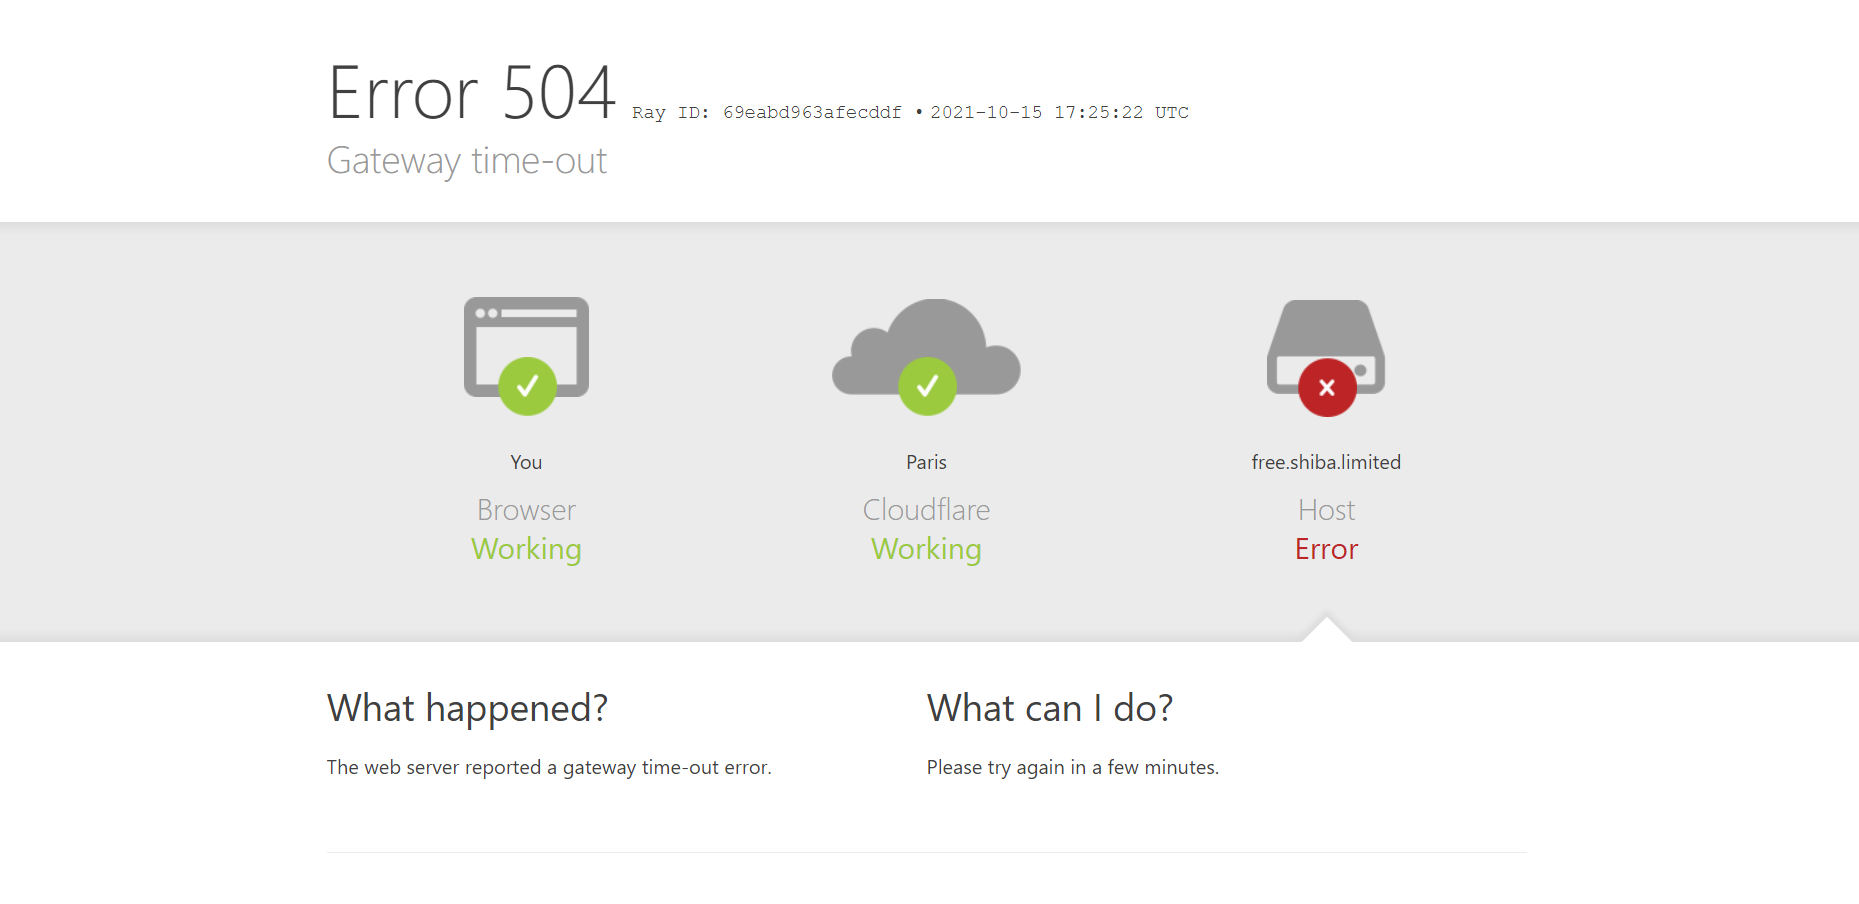 Error 504 Ray ID: 69eabd963afecddf • 2021-10-15 17:25:22 UTC
Gateway time-out
You
Browser
Working
Paris
Cloudflare
Working
free.shiba.limited
Host
Error
What happened?
The web server reported a gateway time-out error.
What can I do?
Please try again in a few minutes.